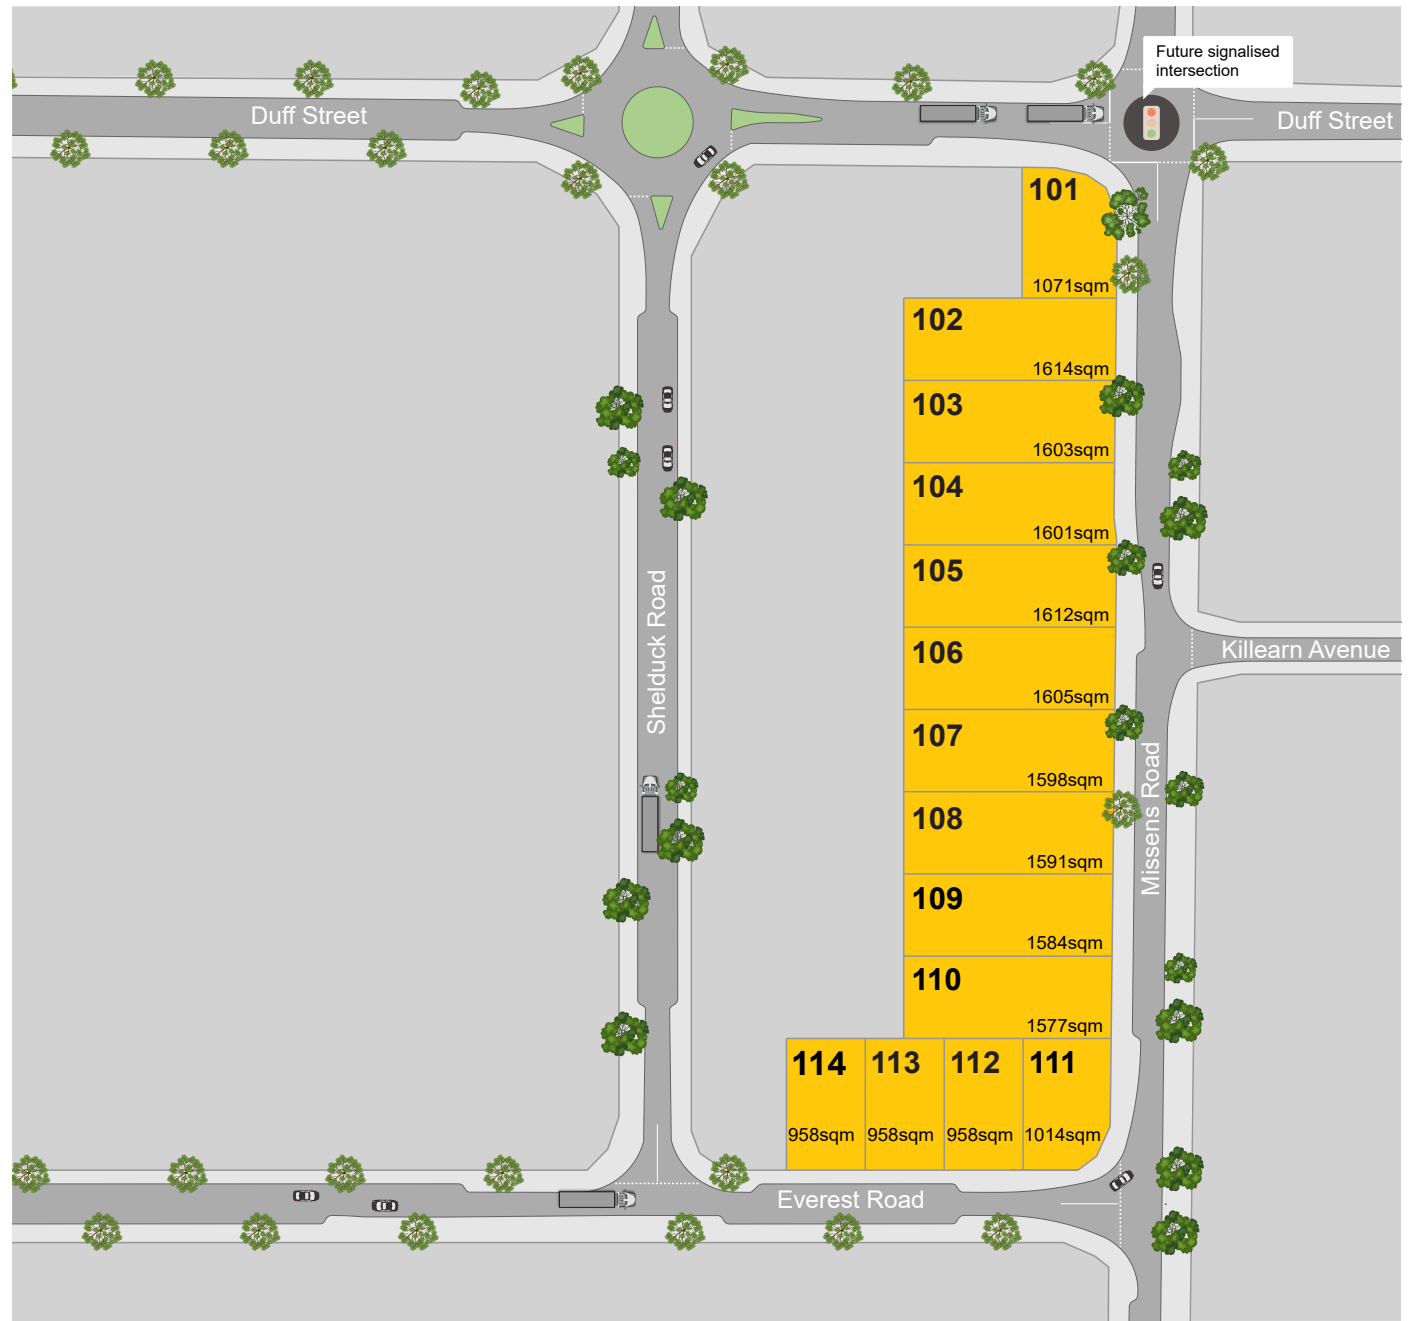 Future signalised
intersection
Duff Street
Duff Street
101
1071sqm
102
1614sqm
103
1603sqm
104
1601sqm
105
1612sqm
106
1605sqm
107
1598sqm
108
1591sqm
109
1584sqm
110
1577sqm
114
113
112
111
958sqm
958sqm
958sqm
1014sqm
Shelduck Road
Killearn Avenue
Missens Road
Everest Road